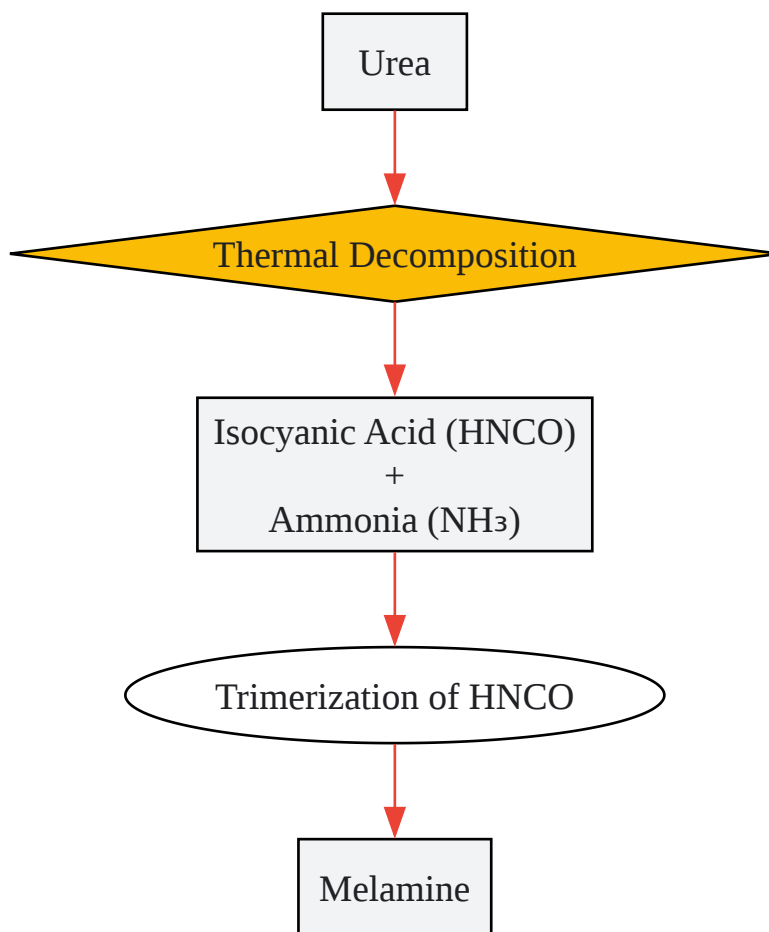 Urea
Thermal Decomposition
Isocyanic Acid (HNCO)
+
Ammonia (NH₃)
Trimerization of HNCO
Melamine